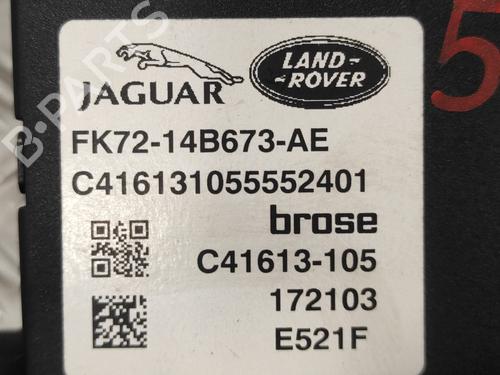 JAGUAR
LAND-
-ROVER
5
FK72-14B673-AE
C416131055552401
brose
C41613-105
172103
E521F
B-PARTS